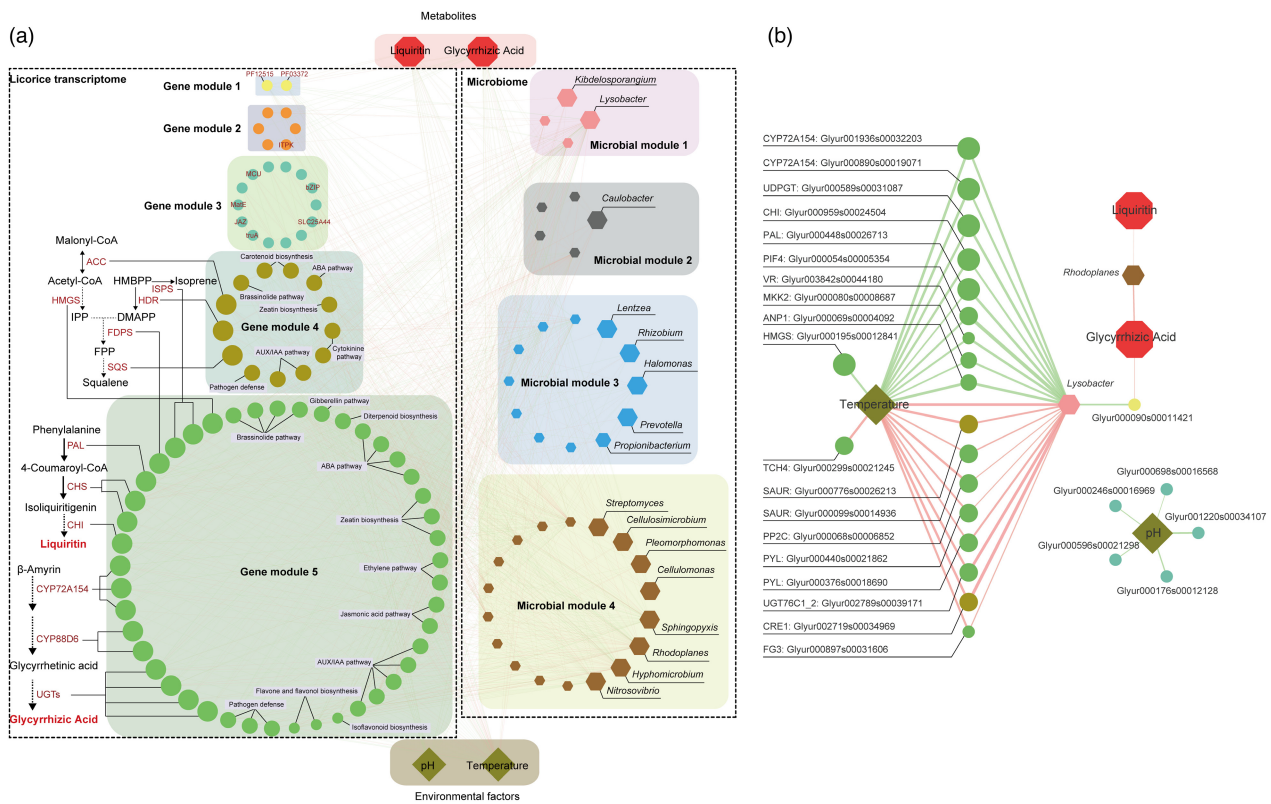 (a)
Metabolites
Liquiritin
Glycyrrhizic Acid
Licorice transcriptome
Gene module 1
PF12515
PF03372
Gene module 2
ITPK
Gene module 3
MCU
bZIP
MatE
JAZ
SLC25A44
truA
Malonyl-CoA
ACC
Acetyl-CoA
HMBPP
Isoprene
ISPS
HMGS
HDR
IPP
DMAPP
FDPS
FPP
SQS
Squalene
Carotenoid biosynthesis
ABA pathway
Brassinolide pathway
Zeatin biosynthesis
Gene module 4
AUX/IAA pathway
Cytokinine
pathway
Pathogen defense
Phenylalanine
PAL
4-Coumaroyl-CoA
CHS
Isoliquiritigenin
CHI
Liquiritin
β-Amyrin
CYP72A154
CYP88D6
Glycyrrhetinic acid
UGTs
Glycyrrhizic Acid
Gibberellin pathway
Diterpenoid biosynthesis
Brassinolide pathway
ABA pathway
Zeatin biosynthesis
Ethylene pathway
Gene module 5
Jasmonic acid pathway
AUX/IAA pathway
Flavone and flavonol biosynthesis
Pathogen defense
Isoflavonoid biosynthesis
Microbiome
Kibdelosporangium
Lysobacter
Microbial module 1
Caulobacter
Microbial module 2
Lentzea
Rhizobium
Halomonas
Microbial module 3
Prevotella
Propionibacterium
Streptomyces
Cellulosimicrobium
Pleomorphomonas
Cellulomonas
Microbial module 4
Sphingopyxis
Rhodoplanes
Hyphomicrobium
Nitrosovibrio
pH
Temperature
Environmental factors
(b)
CYP72A154: Glyur001936s00032203
CYP72A154: Glyur000890s00019071
UDPGT: Glyur000589s00031087
CHI: Glyur000959s00024504
PAL: Glyur000448s00026713
PIF4: Glyur000054s00005354
VR: Glyur003842s00044180
MKK2: Glyur000080s00008687
ANP1: Glyur000069s00004092
HMGS: Glyur000195s00012841
Temperature
TCH4: Glyur000299s00021245
SAUR: Glyur000776s00026213
SAUR: Glyur000099s00014936
PP2C: Glyur000068s00006852
PYL: Glyur000440s00021862
PYL: Glyur000376s00018690
UGT76C1_2: Glyur002789s00039171
CRE1: Glyur002719s00034969
FG3: Glyur000897s00031606
Liquiritin
Rhodoplanes
Glycyrrhizic Acid
Lysobacter
Glyur000090s00011421
Glyur000698s00016568
Glyur000246s00016969
Glyur001220s00034107
pH
Glyur000596s00021298
Glyur000176s00012128